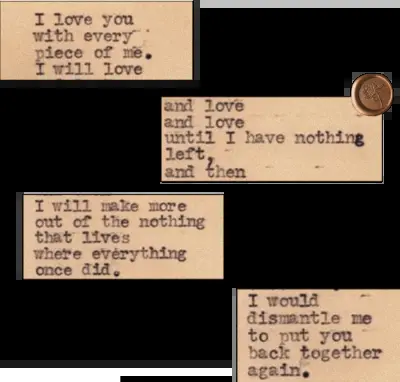 I love you
with every
piece of me.
I will love
and love
and love
until I have nothing
left,
and then
I will make more
out of the nothing
that lives
where everything
once did.
I would
dismantle me
to put you
back together
again.